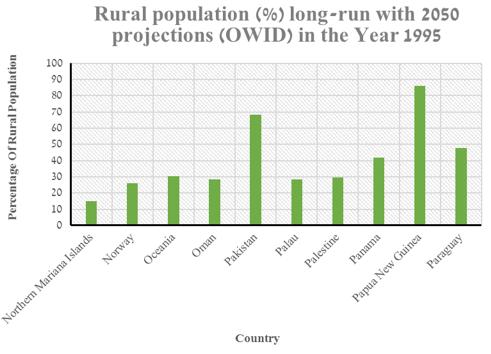 Rural population (%) long-run with 2050
projections (OWID) in the Year 1995
Percentage Of Rural Population
100
90
80
70
60
50
40
30
20
10
0
Northern Mariana Islands
Norway
Oceania
Oman
Pakistan
Palau
Palestine
Panama
Papua New Guinea
Paraguay
Country